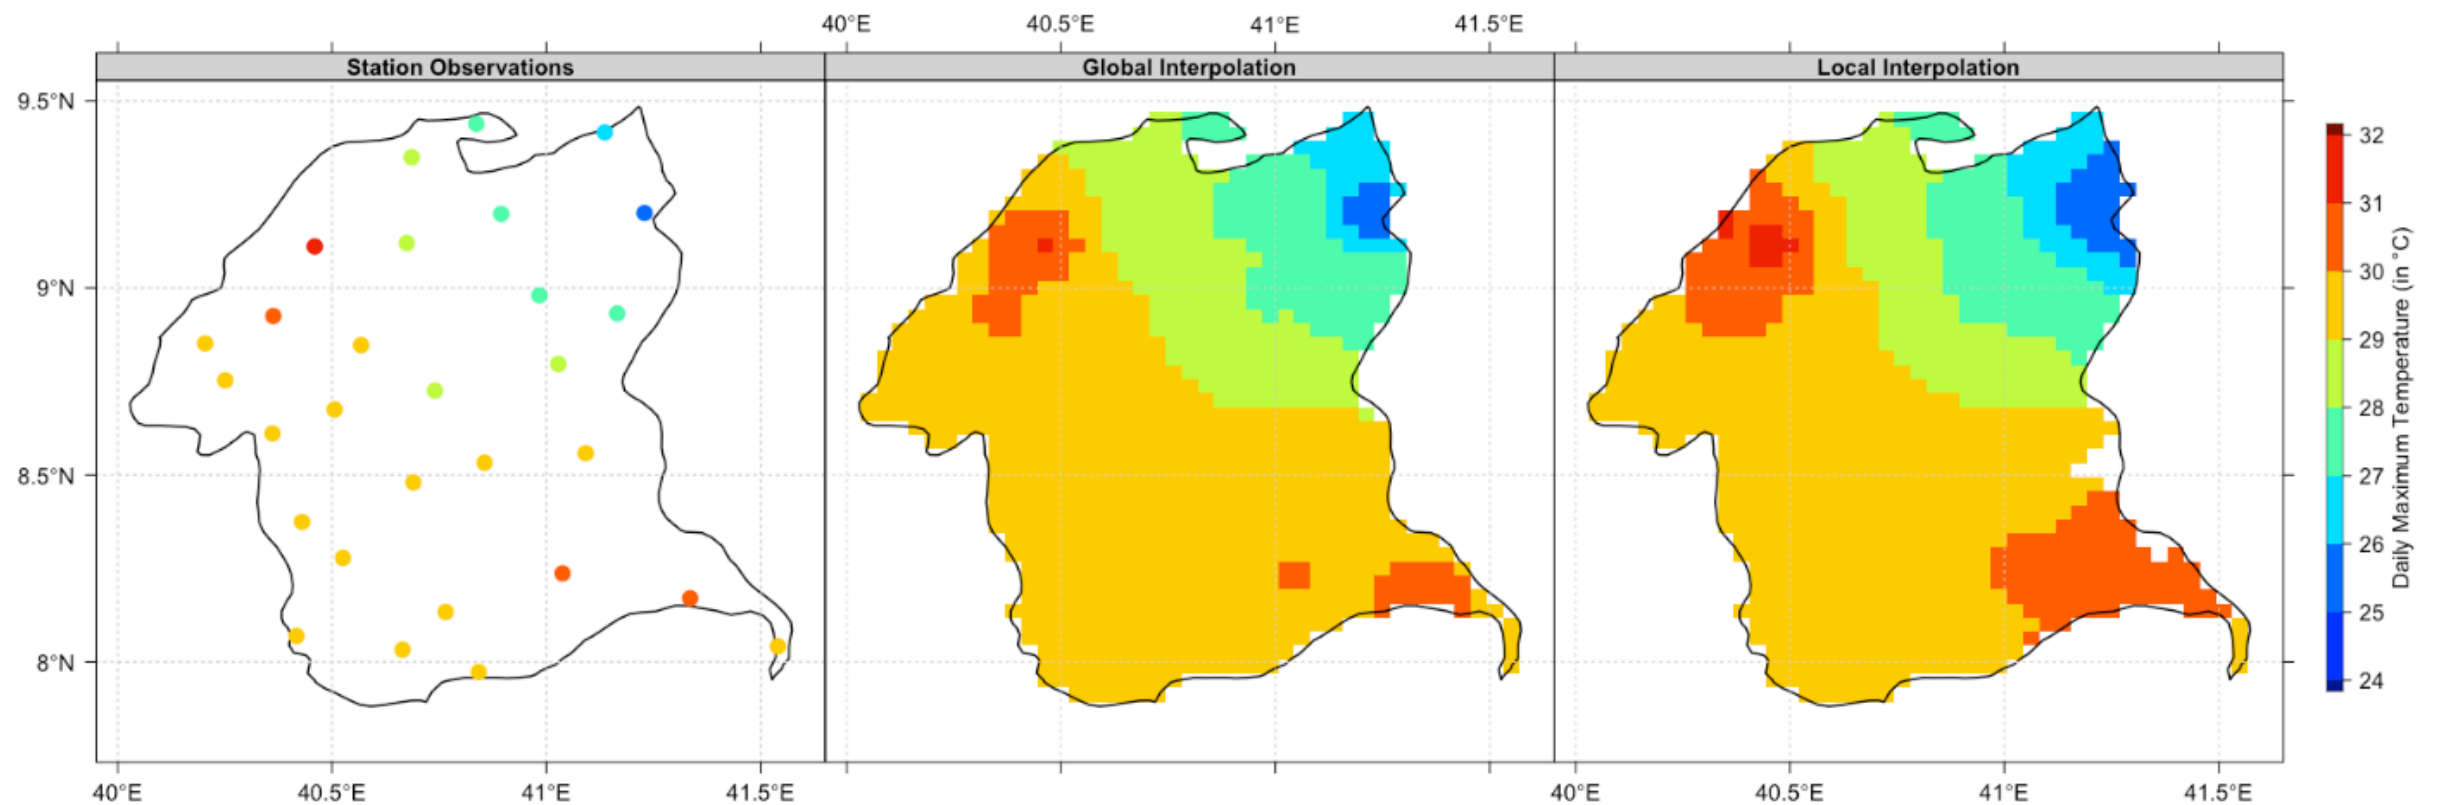 40°E 40.5°E 41°E 41.5°E
Station Observations Global Interpolation Local Interpolation
9.5°N
9°N
8.5°N
8°N
32
31
30
29
28
27
26
25
24
Daily Maximum Temperature (in °C)
40°E 40.5°E 41°E 41.5°E 40°E 40.5°E 41°E 41.5°E